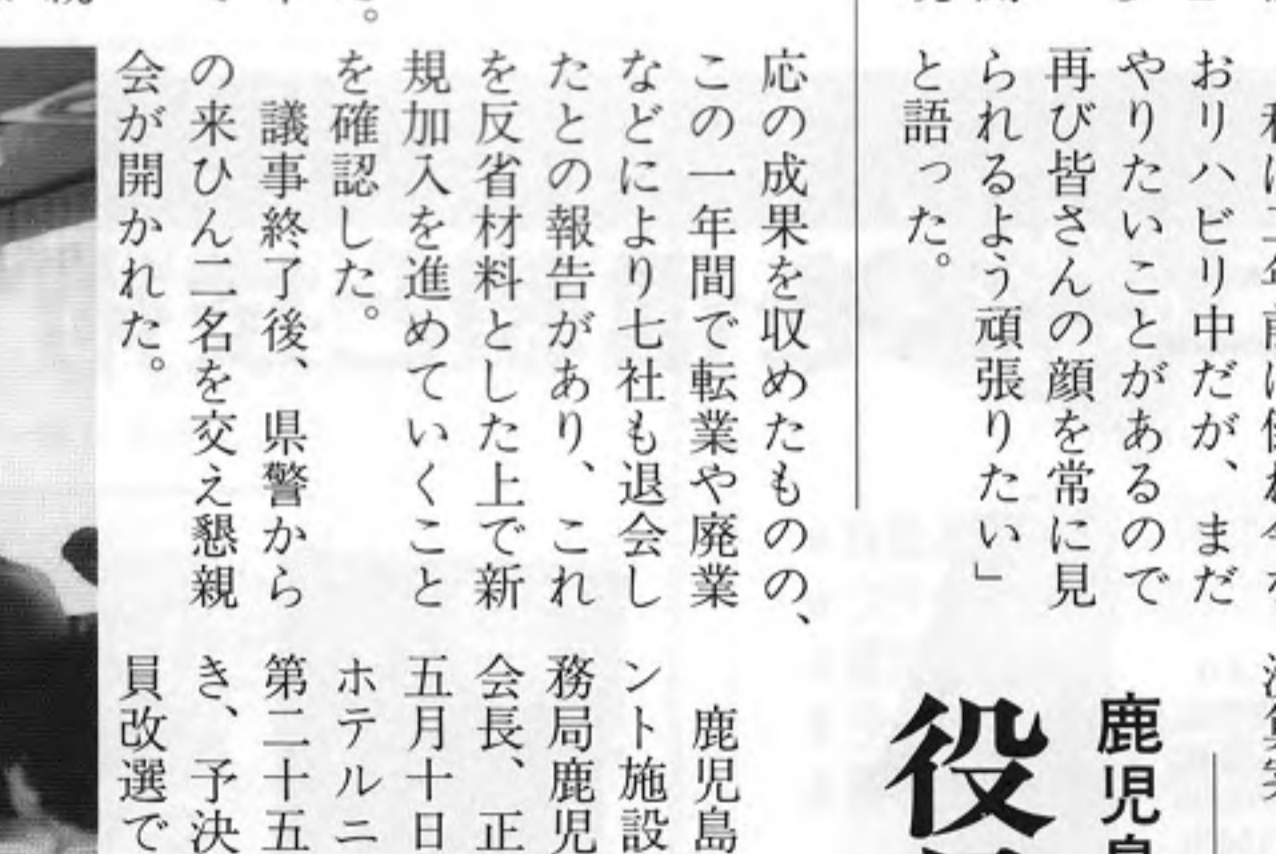 おリハビリ中だが、まだ
やりたいことがあるので
再び皆さんの顔を常に見
られるよう頑張りたい」
と語った。
応の成果を収めたものの、
この一年間で転業や廃業
などにより七社も退会し
たとの報告があり、これ
を反省材料とした上で新
規加入を進めていくこと
を確認した。
議事終了後、県警から
の来ひん二名を交え懇親
会が開かれた。
鹿児島
役
鹿児島
ント施設
務局鹿児
会長、正
五月十日
ホテルニ
第二十五
き、予決
員改選で